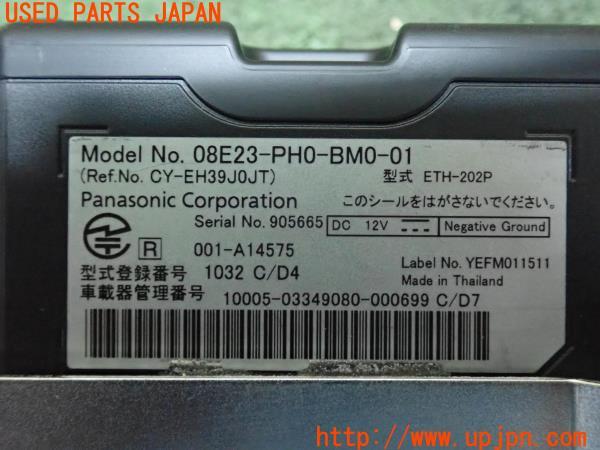 USED PARTS JAPAN
Model No. 08E23-PH0-BM0-01
(Ref.No. CY-EH39J0JT) 型式 ETH-202P
Panasonic Corporation このシールをはがさないでください。
Serial No. 905665 DC 12V Negative Ground
R 001-A14575
型式登録番号 1032 C/D4 Label No. YEFM011511
車載器管理番号 10005-03349080-000699 C/D7 Made in Thailand
www.upjpn.com